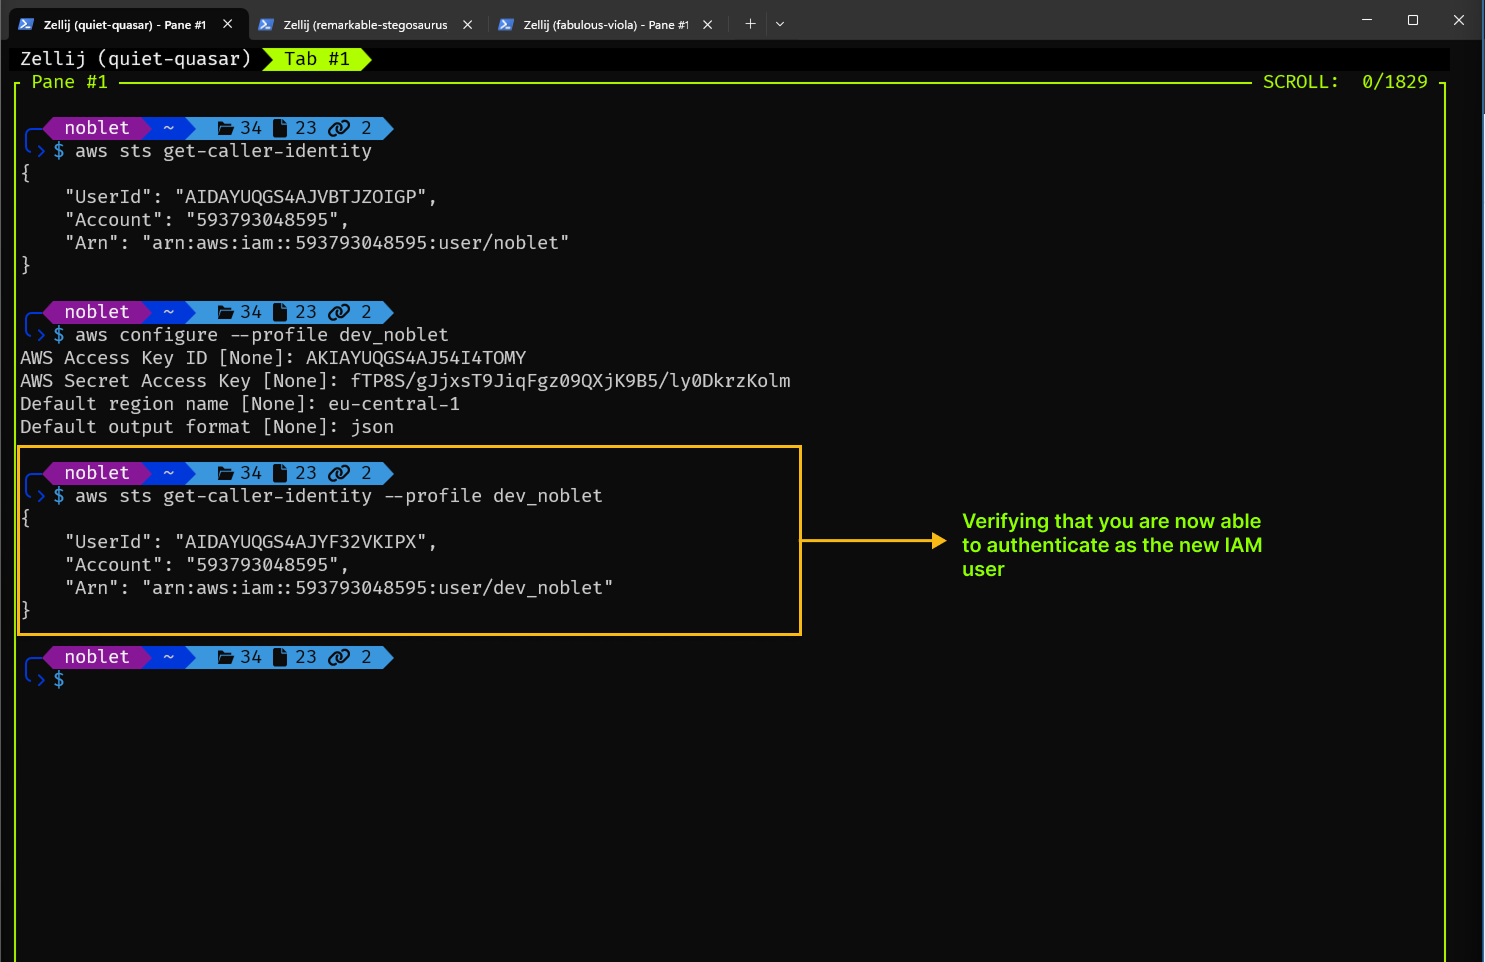 Zellij (quiet-quasar) - Pane #1
Zellij (remarkable-stegosaurus
Zellij (fabulous-viola) - Pane #1
Zellij (quiet-quasar) Tab #1
Pane #1 SCROLL: 0/1829
noblet ~ 34 23 2
$ aws sts get-caller-identity
{
"UserId": "AIDAYUQGS4AJVBTJZOIGP",
"Account": "593793048595",
"Arn": "arn:aws:iam::593793048595:user/noblet"
}
noblet ~ 34 23 2
$ aws configure --profile dev_noblet
AWS Access Key ID [None]: AKIAYUQGS4AJ54I4TOMY
AWS Secret Access Key [None]: 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
Default region name [None]: eu-central-1
Default output format [None]: json
noblet ~ 34 23 2
$ aws sts get-caller-identity --profile dev_noblet
{
"UserId": "AIDAYUQGS4AJYF32VKIPX",
"Account": "593793048595",
"Arn": "arn:aws:iam::593793048595:user/dev_noblet"
}
Verifying that you are now able
to authenticate as the new IAM
user
noblet ~ 34 23 2
$